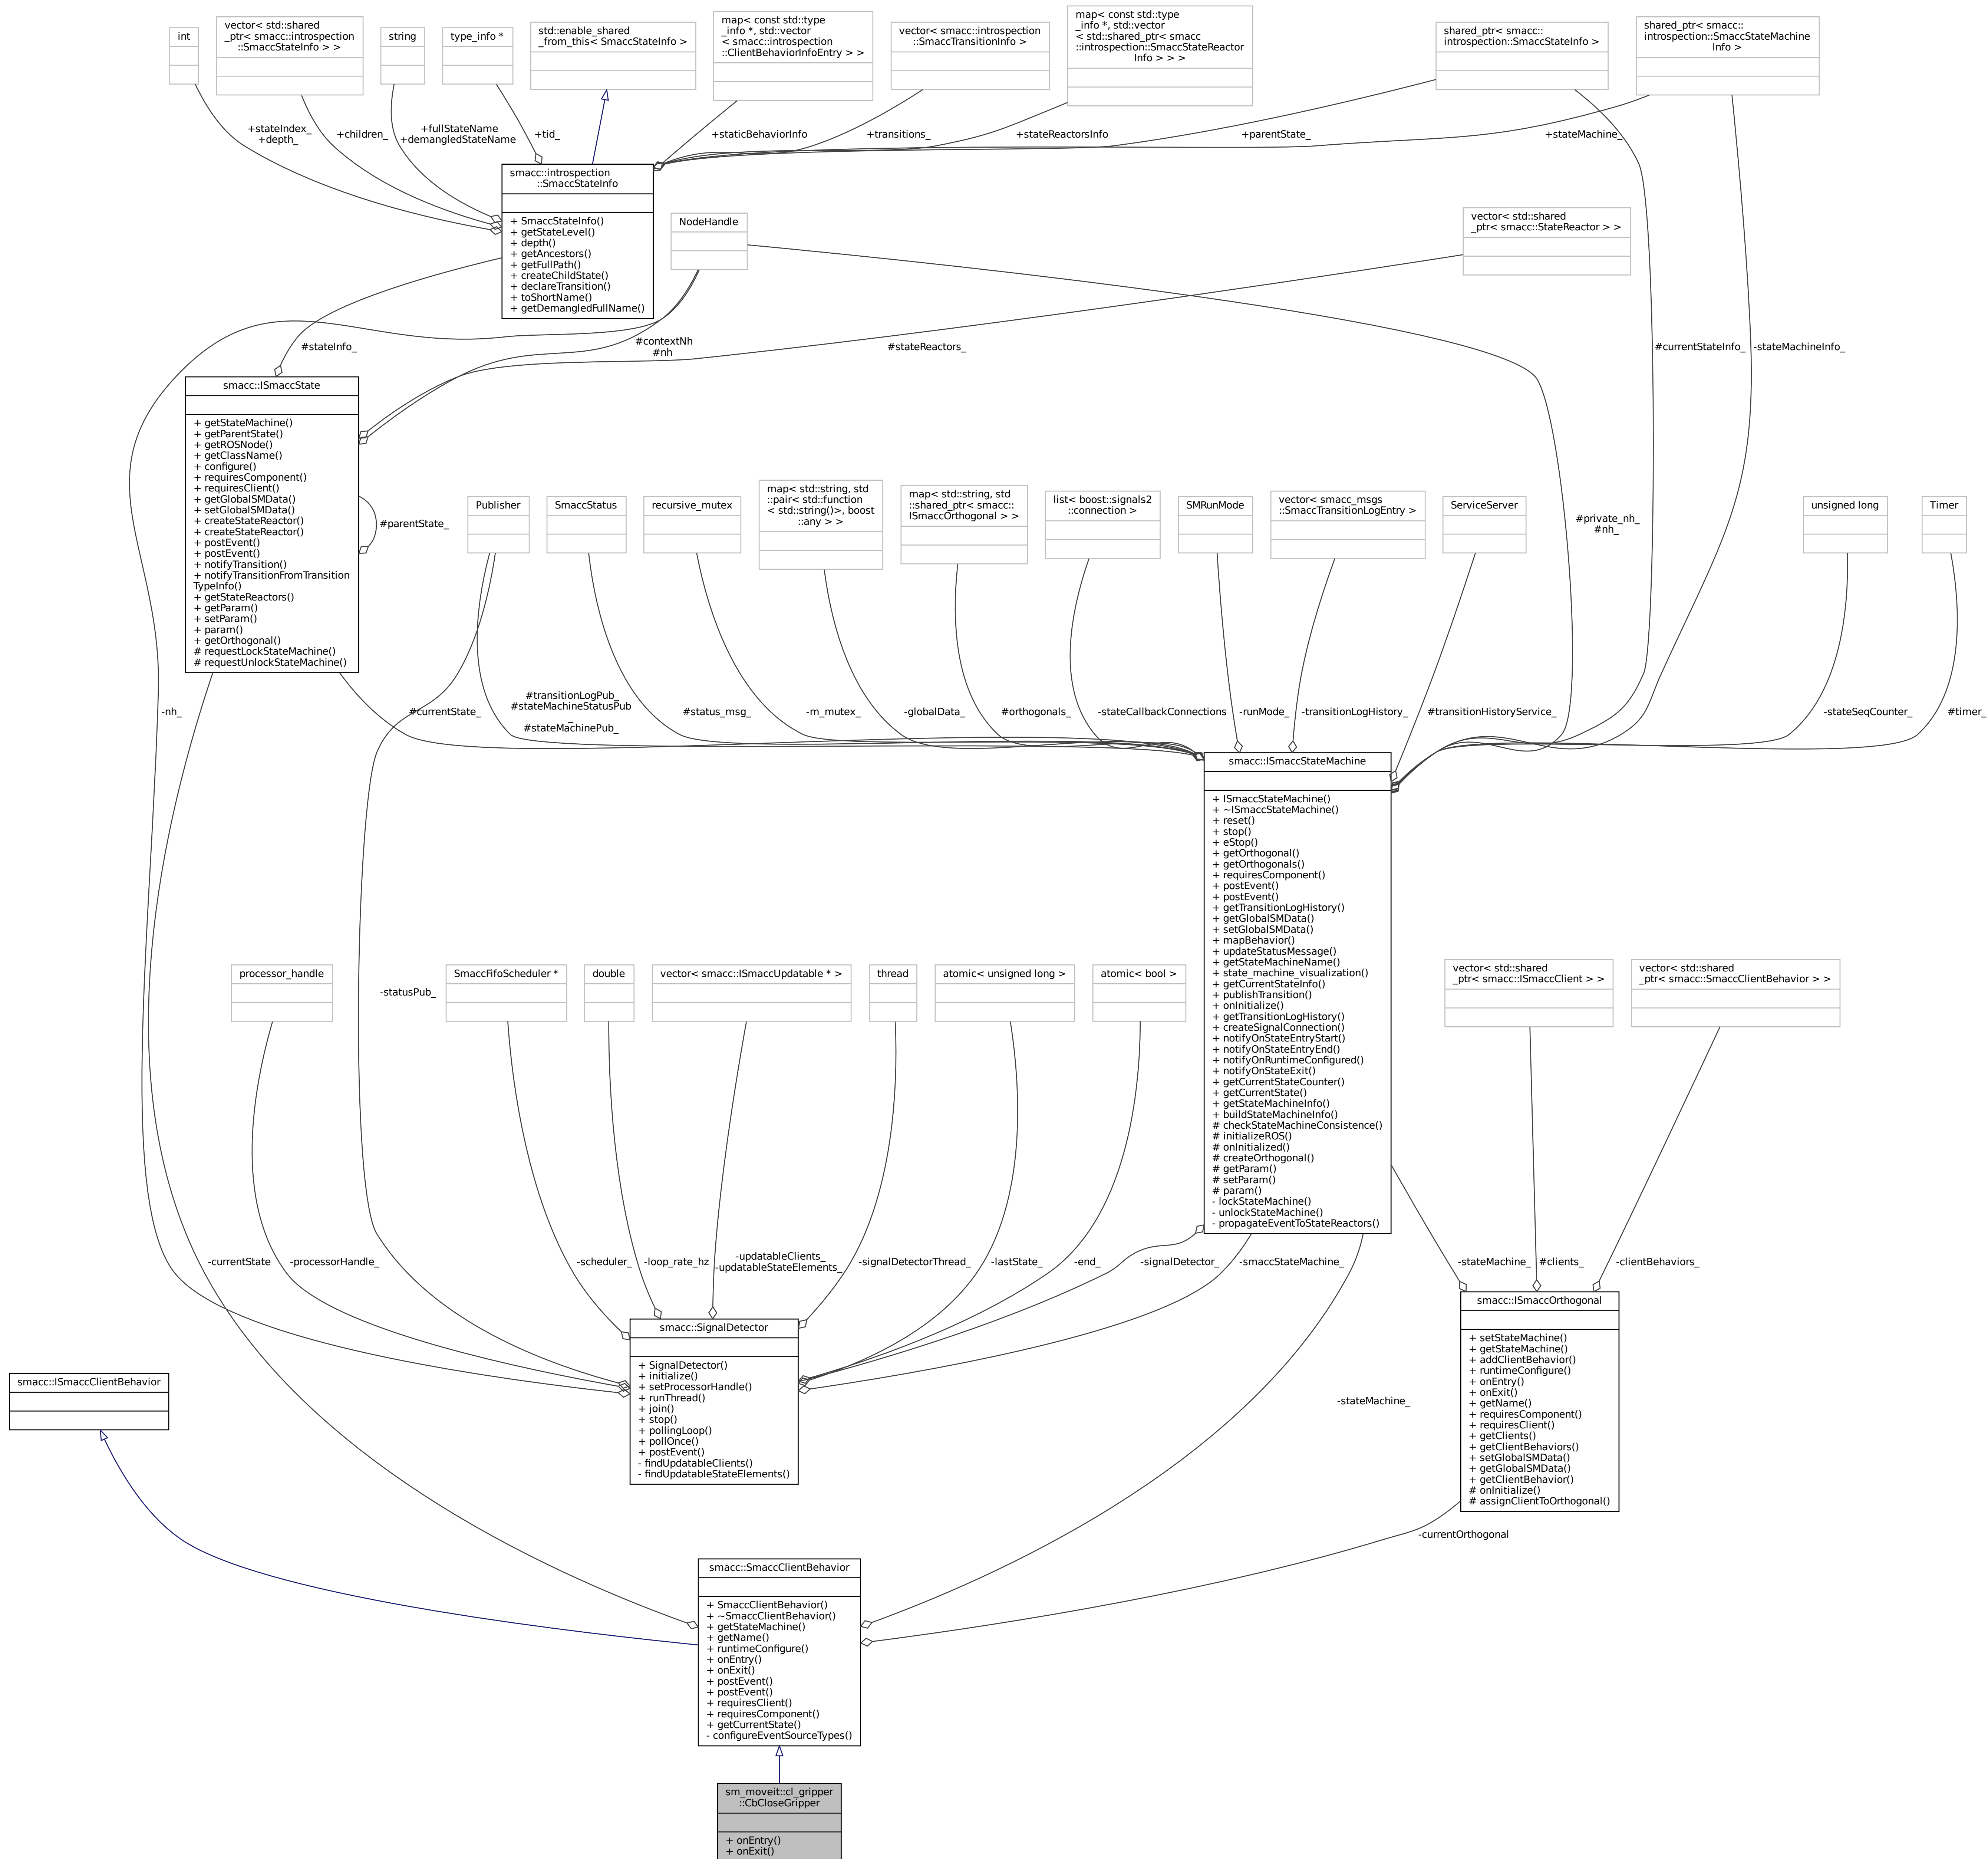 int
vector< std::shared
_ptr< smacc::introspection
::SmaccStateInfo > >
string
type_info *
std::enable_shared
_from_this< SmaccStateInfo >
map< const std::type
_info *, std::vector
< smacc::introspection
::ClientBehaviorInfoEntry > >
vector< smacc::introspection
::SmaccTransitionInfo >
map< const std::type
_info *, std::vector
< std::shared_ptr< smacc
::introspection::SmaccStateReactor
Info > > >
shared_ptr< smacc::
introspection::SmaccStateInfo >
shared_ptr< smacc::
introspection::SmaccStateMachine
Info >
+stateIndex_
+depth_
+children_
+fullStateName
+demangledStateName
+tid_
+staticBehaviorInfo
+transitions_
+stateReactorsInfo
+parentState_
+stateMachine_
smacc::introspection
::SmaccStateInfo
+ SmaccStateInfo()
+ getStateLevel()
+ depth()
+ getAncestors()
+ getFullPath()
+ createChildState()
+ declareTransition()
+ toShortName()
+ getDemangledFullName()
NodeHandle
vector< std::shared
_ptr< smacc::StateReactor > >
#stateInfo_
#contextNh
#nh
#stateReactors_
#currentStateInfo_
-stateMachineInfo_
smacc::ISmaccState
+ getStateMachine()
+ getParentState()
+ getROSNode()
+ getClassName()
+ configure()
+ requiresComponent()
+ requiresClient()
+ getGlobalSMData()
+ setGlobalSMData()
+ createStateReactor()
+ createStateReactor()
+ postEvent()
+ postEvent()
+ notifyTransition()
+ notifyTransitionFromTransition
TypeInfo()
+ getStateReactors()
+ getParam()
+ setParam()
+ param()
+ getOrthogonal()
# requestLockStateMachine()
# requestUnlockStateMachine()
#parentState_
Publisher
SmaccStatus
recursive_mutex
map< std::string, std
::pair< std::function
< std::string()>, boost
::any > >
map< std::string, std
::shared_ptr< smacc::
ISmaccOrthogonal > >
list< boost::signals2
::connection >
SMRunMode
vector< smacc_msgs
::SmaccTransitionLogEntry >
ServiceServer
#private_nh_
#nh_
unsigned long
Timer
-nh_
#currentState_
#transitionLogPub_
#stateMachineStatusPub
_
#stateMachinePub_
#status_msg_
-m_mutex_
-globalData_
#orthogonals_
-stateCallbackConnections
-runMode_
-transitionLogHistory_
#transitionHistoryService_
-stateSeqCounter_
#timer_
smacc::ISmaccStateMachine
+ ISmaccStateMachine()
+ ~ISmaccStateMachine()
+ reset()
+ stop()
+ eStop()
+ getOrthogonal()
+ getOrthogonals()
+ requiresComponent()
+ postEvent()
+ postEvent()
+ getTransitionLogHistory()
+ getGlobalSMData()
+ setGlobalSMData()
+ mapBehavior()
+ updateStatusMessage()
+ getStateMachineName()
+ state_machine_visualization()
+ getCurrentStateInfo()
+ publishTransition()
+ onInitialize()
+ getTransitionLogHistory()
+ createSignalConnection()
+ notifyOnStateEntryStart()
+ notifyOnStateEntryEnd()
+ notifyOnRuntimeConfigured()
+ notifyOnStateExit()
+ getCurrentStateCounter()
+ getCurrentState()
+ getStateMachineInfo()
+ buildStateMachineInfo()
# checkStateMachineConsistence()
# initializeROS()
# onInitialized()
# createOrthogonal()
# getParam()
# setParam()
# param()
- lockStateMachine()
- unlockStateMachine()
- propagateEventToStateReactors()
processor_handle
-statusPub_
SmaccFifoScheduler *
double
vector< smacc::ISmaccUpdatable * >
thread
atomic< unsigned long >
atomic< bool >
vector< std::shared
_ptr< smacc::ISmaccClient > >
vector< std::shared
_ptr< smacc::SmaccClientBehavior > >
-currentState
-processorHandle_
-scheduler_
-loop_rate_hz
-updatableClients_
-updatableStateElements_
-signalDetectorThread_
-lastState_
-end_
-signalDetector_
-smaccStateMachine_
-stateMachine_
#clients_
-clientBehaviors_
smacc::SignalDetector
+ SignalDetector()
+ initialize()
+ setProcessorHandle()
+ runThread()
+ join()
+ stop()
+ pollingLoop()
+ pollOnce()
+ postEvent()
- findUpdatableClients()
- findUpdatableStateElements()
smacc::ISmaccOrthogonal
+ setStateMachine()
+ getStateMachine()
+ addClientBehavior()
+ runtimeConfigure()
+ onEntry()
+ onExit()
+ getName()
+ requiresComponent()
+ requiresClient()
+ getClients()
+ getClientBehaviors()
+ setGlobalSMData()
+ getGlobalSMData()
+ getClientBehavior()
# onInitialize()
# assignClientToOrthogonal()
smacc::ISmaccClientBehavior
-stateMachine_
-currentOrthogonal
smacc::SmaccClientBehavior
+ SmaccClientBehavior()
+ ~SmaccClientBehavior()
+ getStateMachine()
+ getName()
+ runtimeConfigure()
+ onEntry()
+ onExit()
+ postEvent()
+ postEvent()
+ requiresClient()
+ requiresComponent()
+ getCurrentState()
- configureEventSourceTypes()
sm_moveit::cl_gripper
::CbCloseGripper
+ onEntry()
+ onExit()